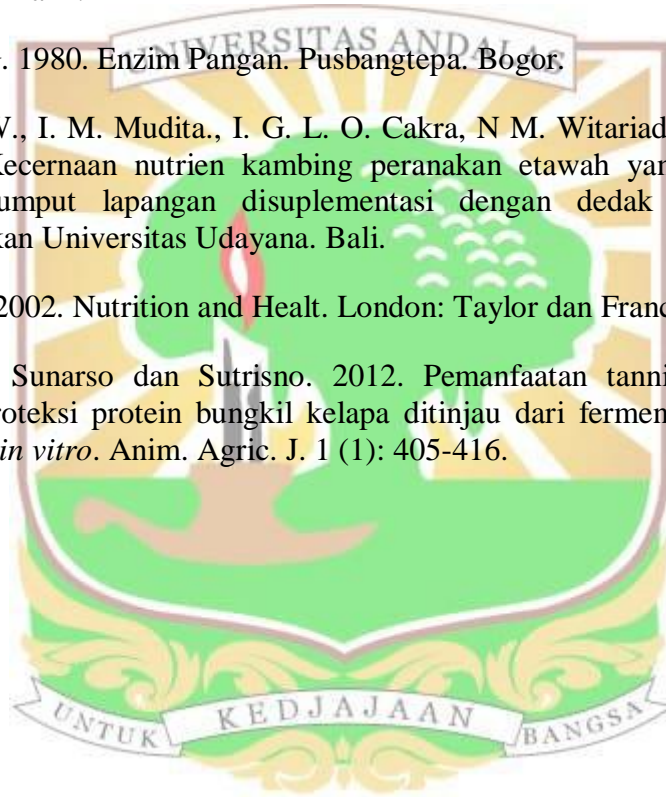 UNIVERSITAS ANDALAS
. 1980. Enzim Pangan. Pusbangtepa. Bogor.
V., I. M. Mudita., I. G. L. O. Cakra, N M. Witariad
Kecernaan nutrien kambing peranakan etawah yan
umput lapangan disuplementasi dengan dedak
kan Universitas Udayana. Bali.
2002. Nutrition and Healt. London: Taylor dan Franc
Sunarso dan Sutrisno. 2012. Pemanfaatan tanni
roteksi protein bungkil kelapa ditinjau dari fermen
in vitro. Anim. Agric. J. 1 (1): 405-416.
UNTUK KEDJAJAAN BANGSA